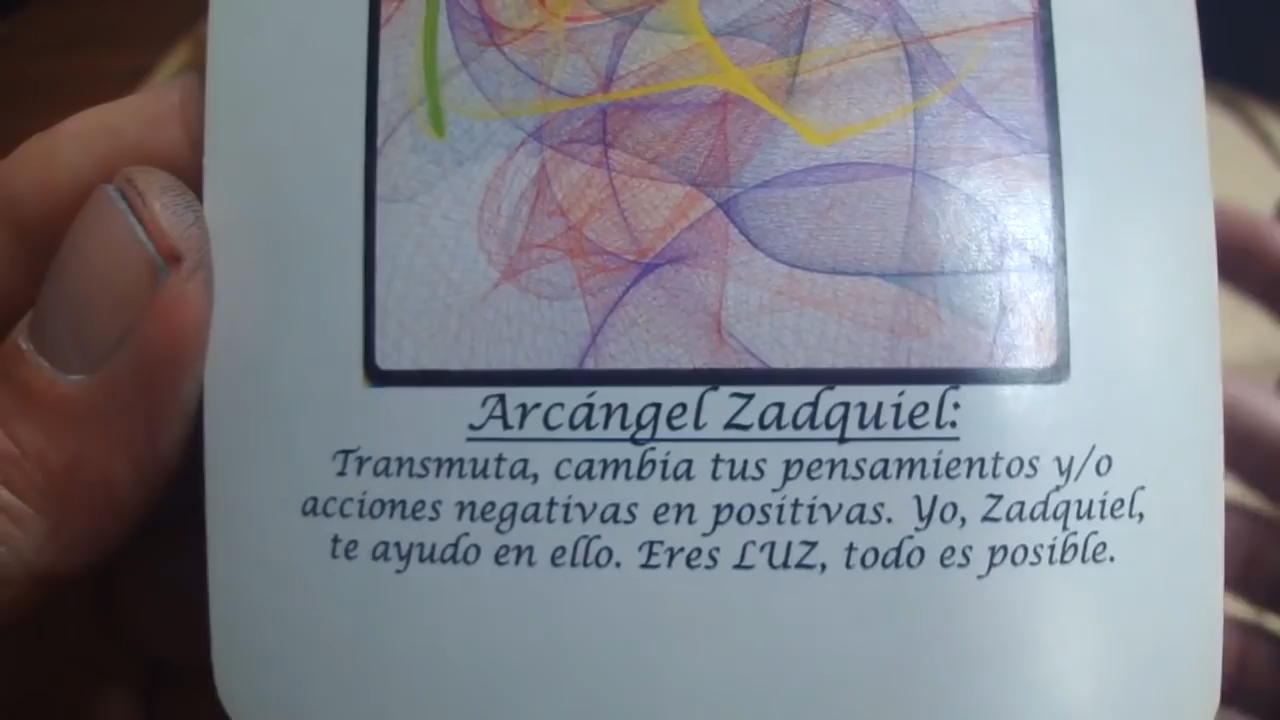 Arcángel Zadquiel:
Transmuta, cambia tus pensamientos y/o
acciones negativas en positivas. Yo, Zadquiel,
te ayudo en ello. Eres LUZ, todo es posible.